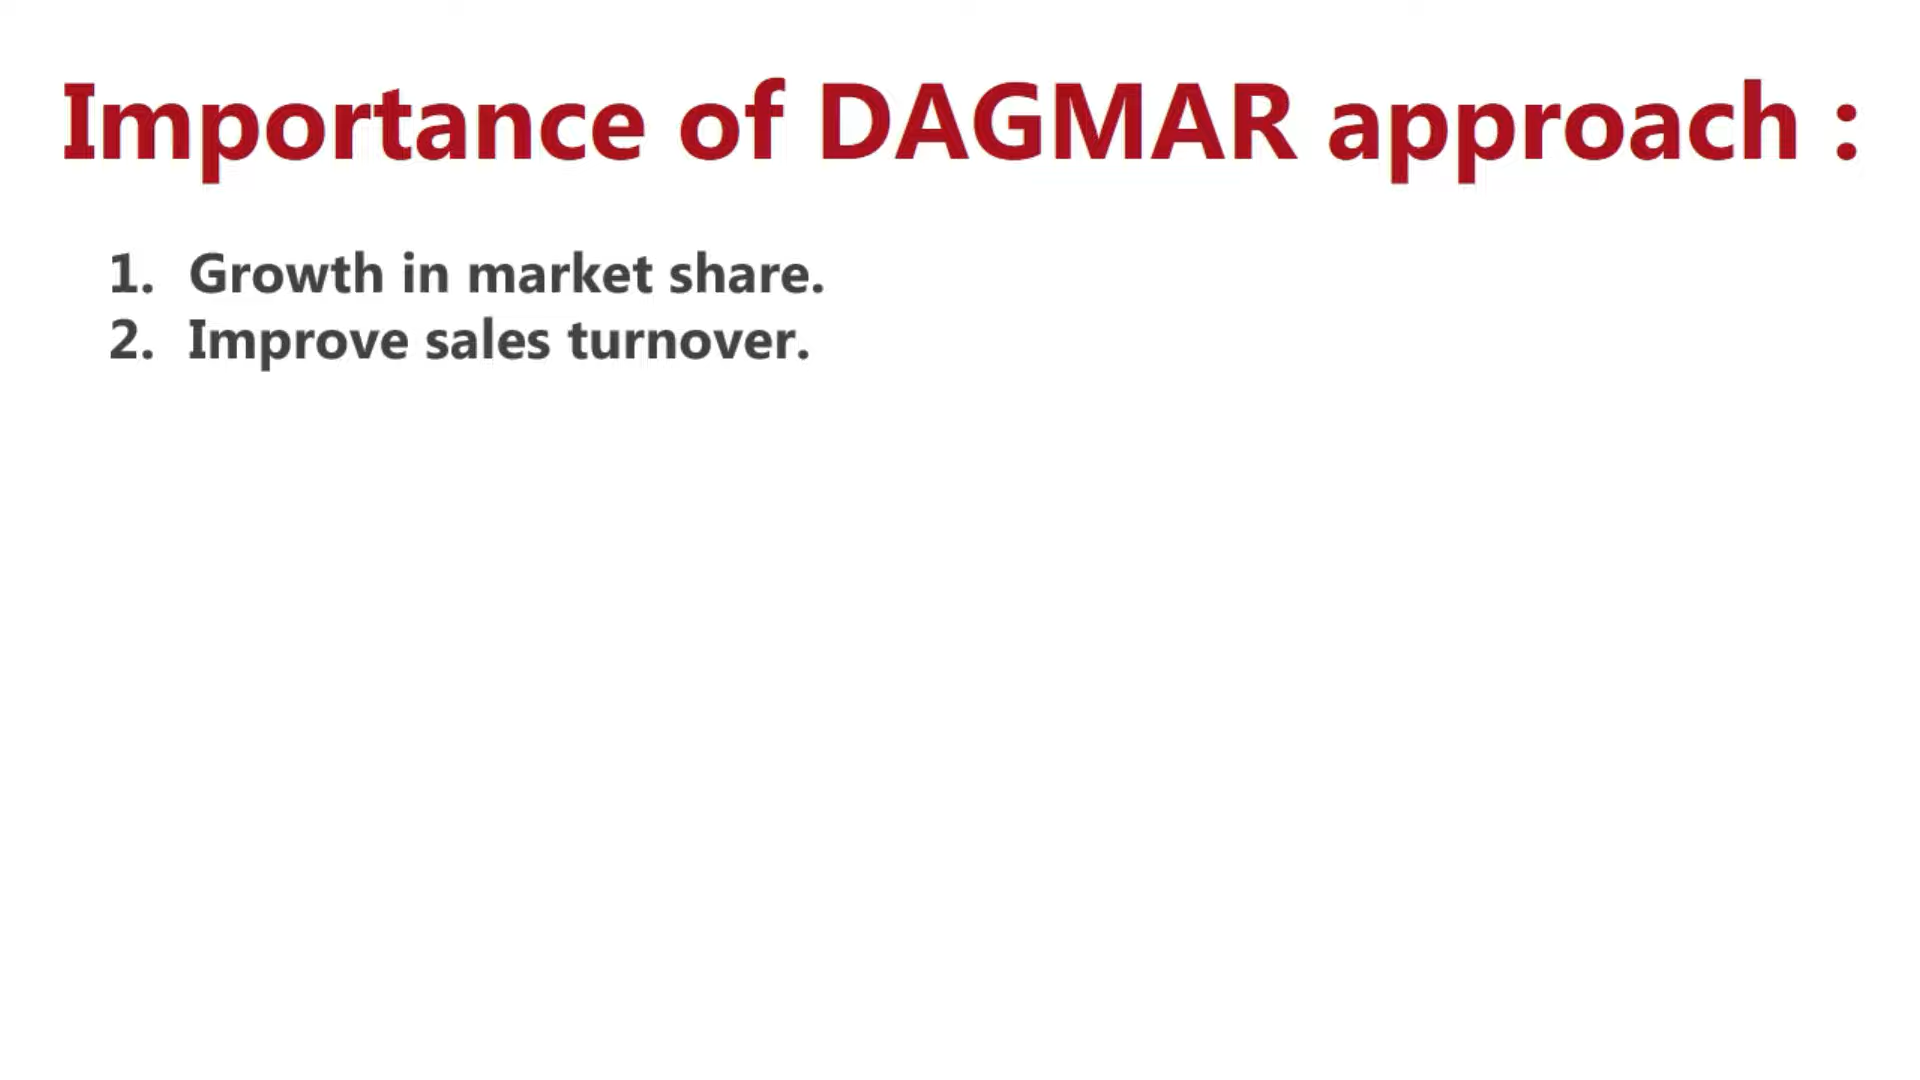 Importance of DAGMAR approach :
1. Growth in market share.
2. Improve sales turnover.